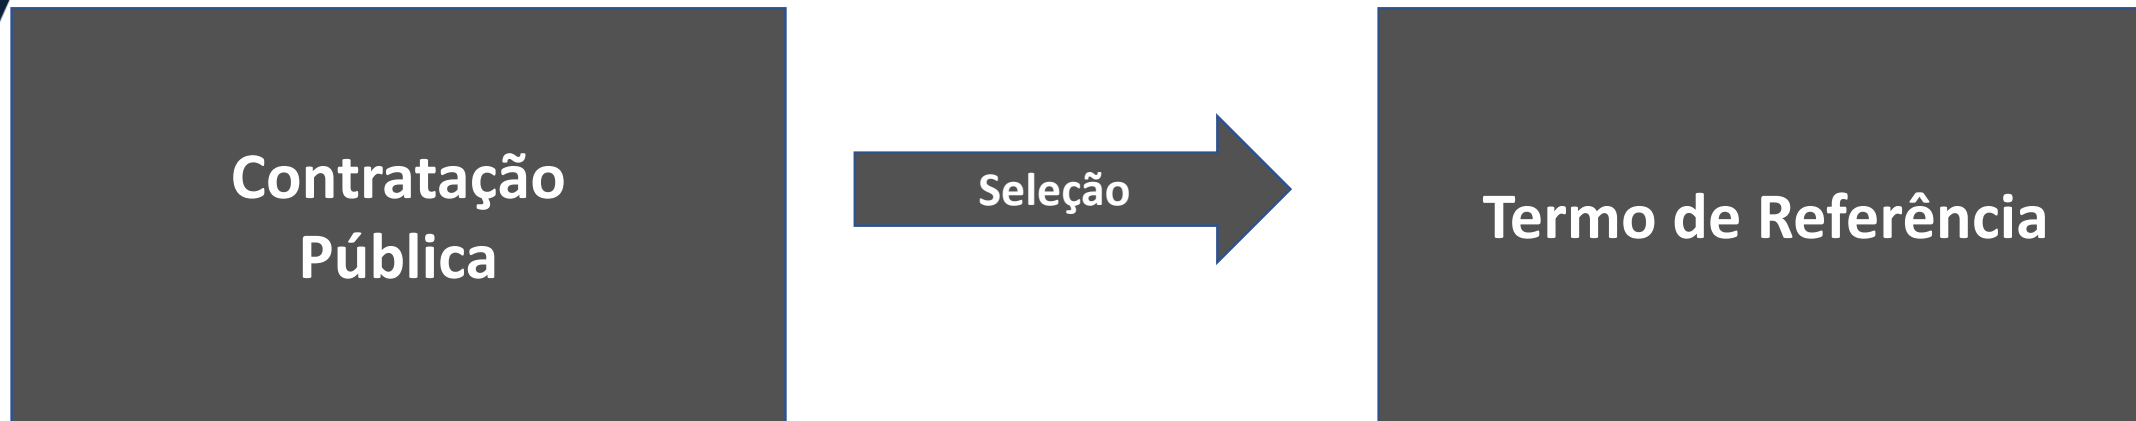 Contratação
Pública
Seleção
Termo de Referência